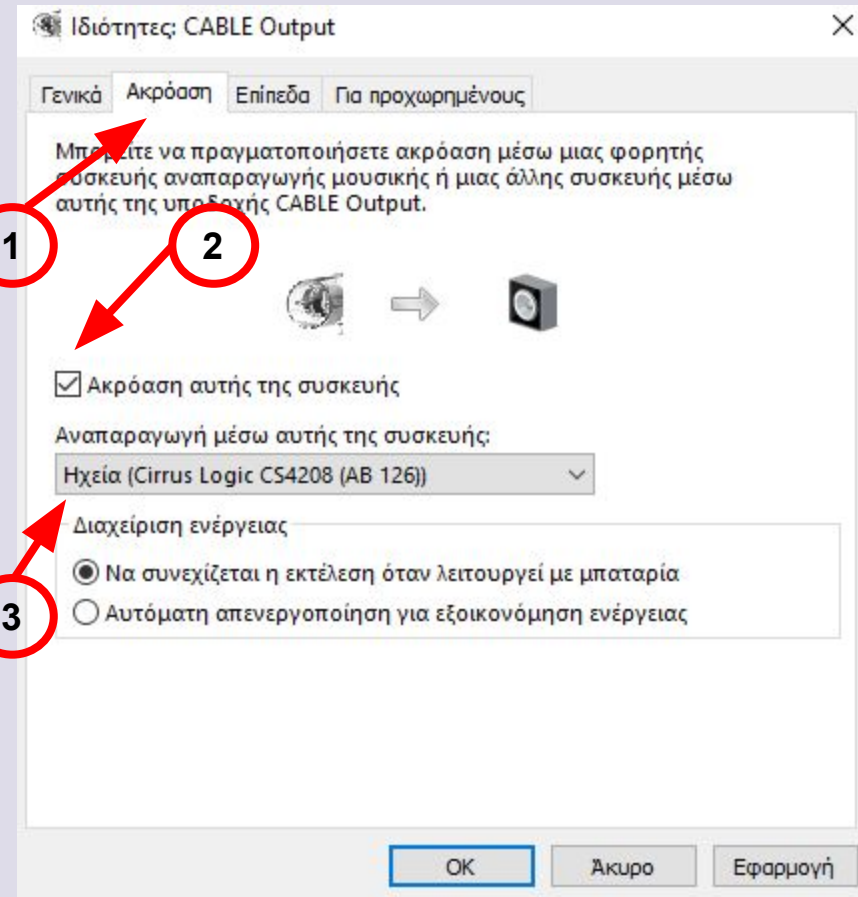 Ιδιότητες: CABLE Output
Γενικά Ακρόαση Επίπεδα Για προχωρημένους
Μπορείτε να πραγματοποιήσετε ακρόαση μέσω μιας φορητής
συσκευής αναπαραγωγής μουσικής ή μιας άλλης συσκευής μέσω
αυτής της υποδοχής CABLE Output.
1
2
Ακρόαση αυτής της συσκευής
Αναπαραγωγή μέσω αυτής της συσκευής:
Ηχεία (Cirrus Logic CS4208 (AB 126))
Διαχείριση ενέργειας
Να συνεχίζεται η εκτέλεση όταν λειτουργεί με μπαταρία
3
Αυτόματη απενεργοποίηση για εξοικονόμηση ενέργειας
OK Άκυρο Εφαρμογή